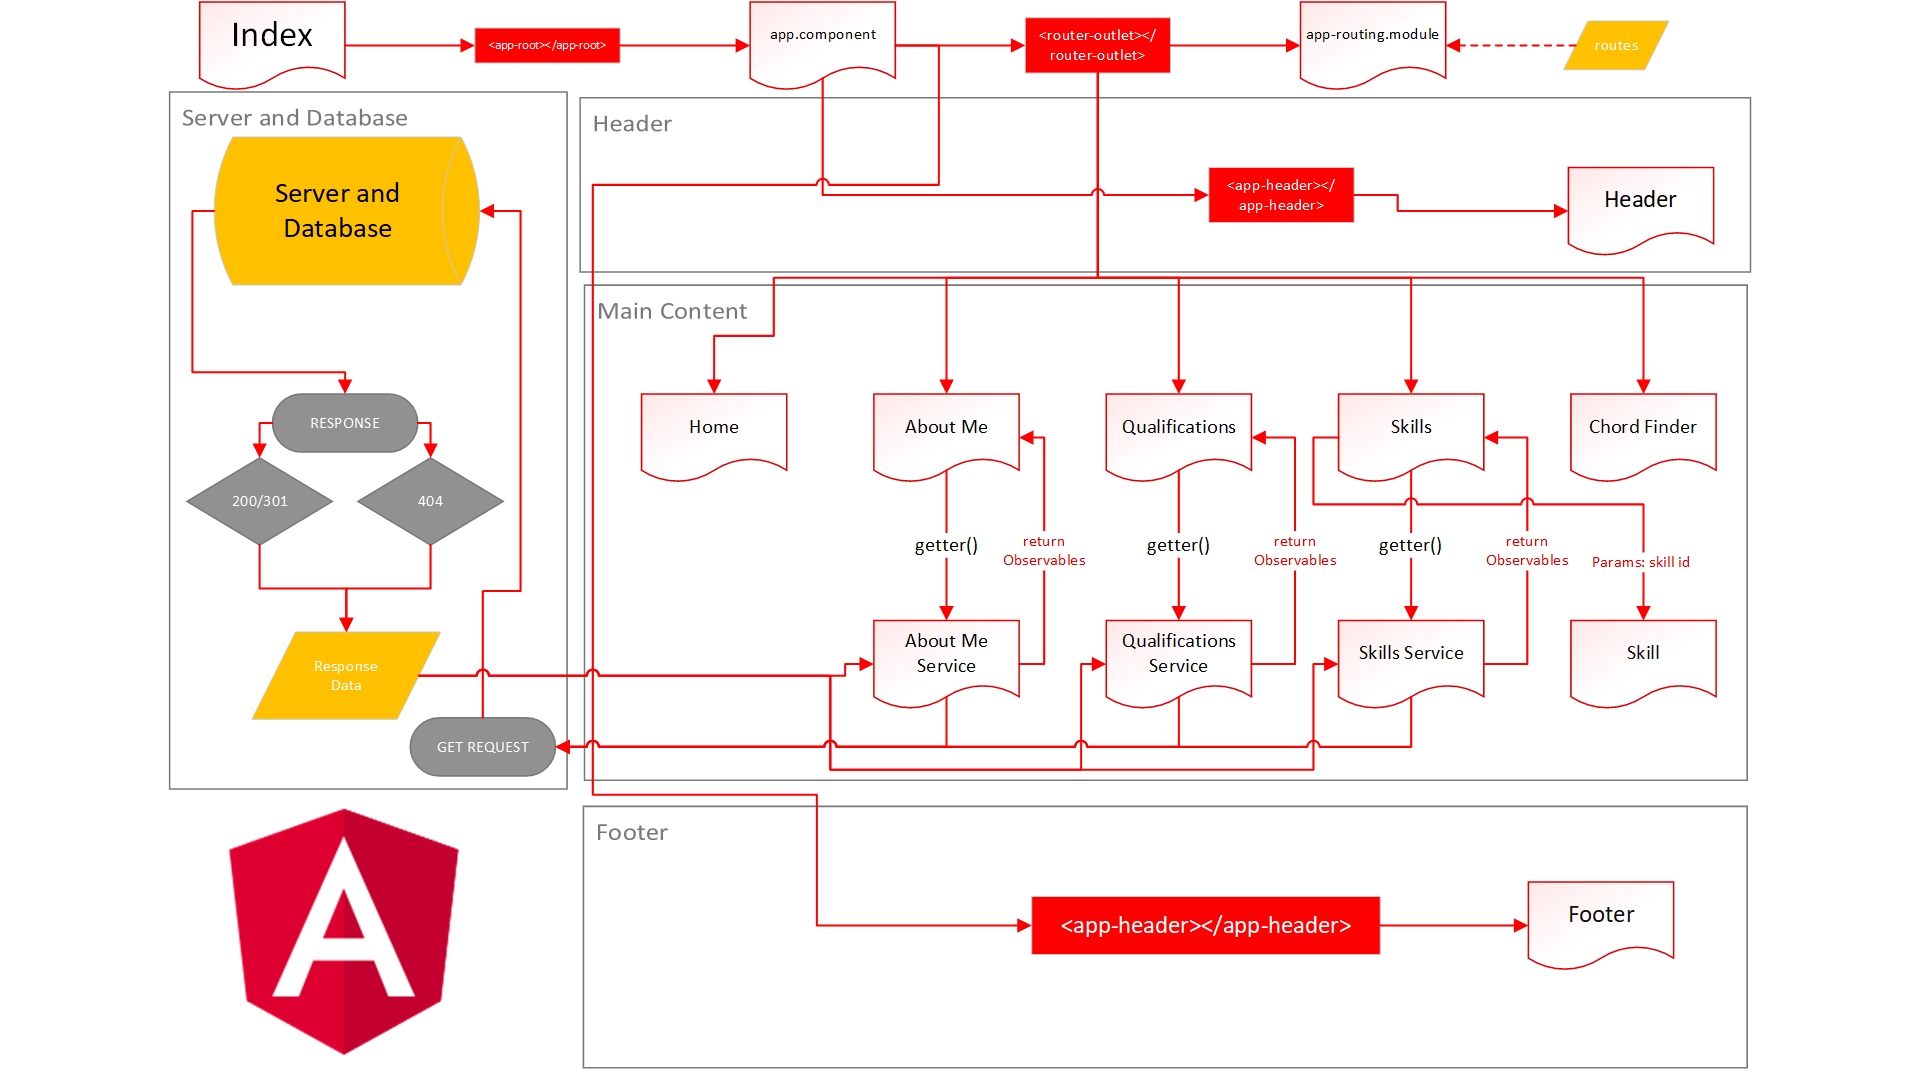 Index
<app-root></app-root>
app.component
<router-outlet></
router-outlet>
app-routing.module
routes
Server and Database
Server and
Database
RESPONSE
200/301
404
Response
Data
GET REQUEST
Header
<app-header></
app-header>
Header
Main Content
Home
About Me
Qualifications
Skills
Chord Finder
getter()
return
Observables
getter()
return
Observables
getter()
return
Observables
Params: skill id
About Me
Service
Qualifications
Service
Skills Service
Skill
Footer
<app-header></app-header>
Footer
A